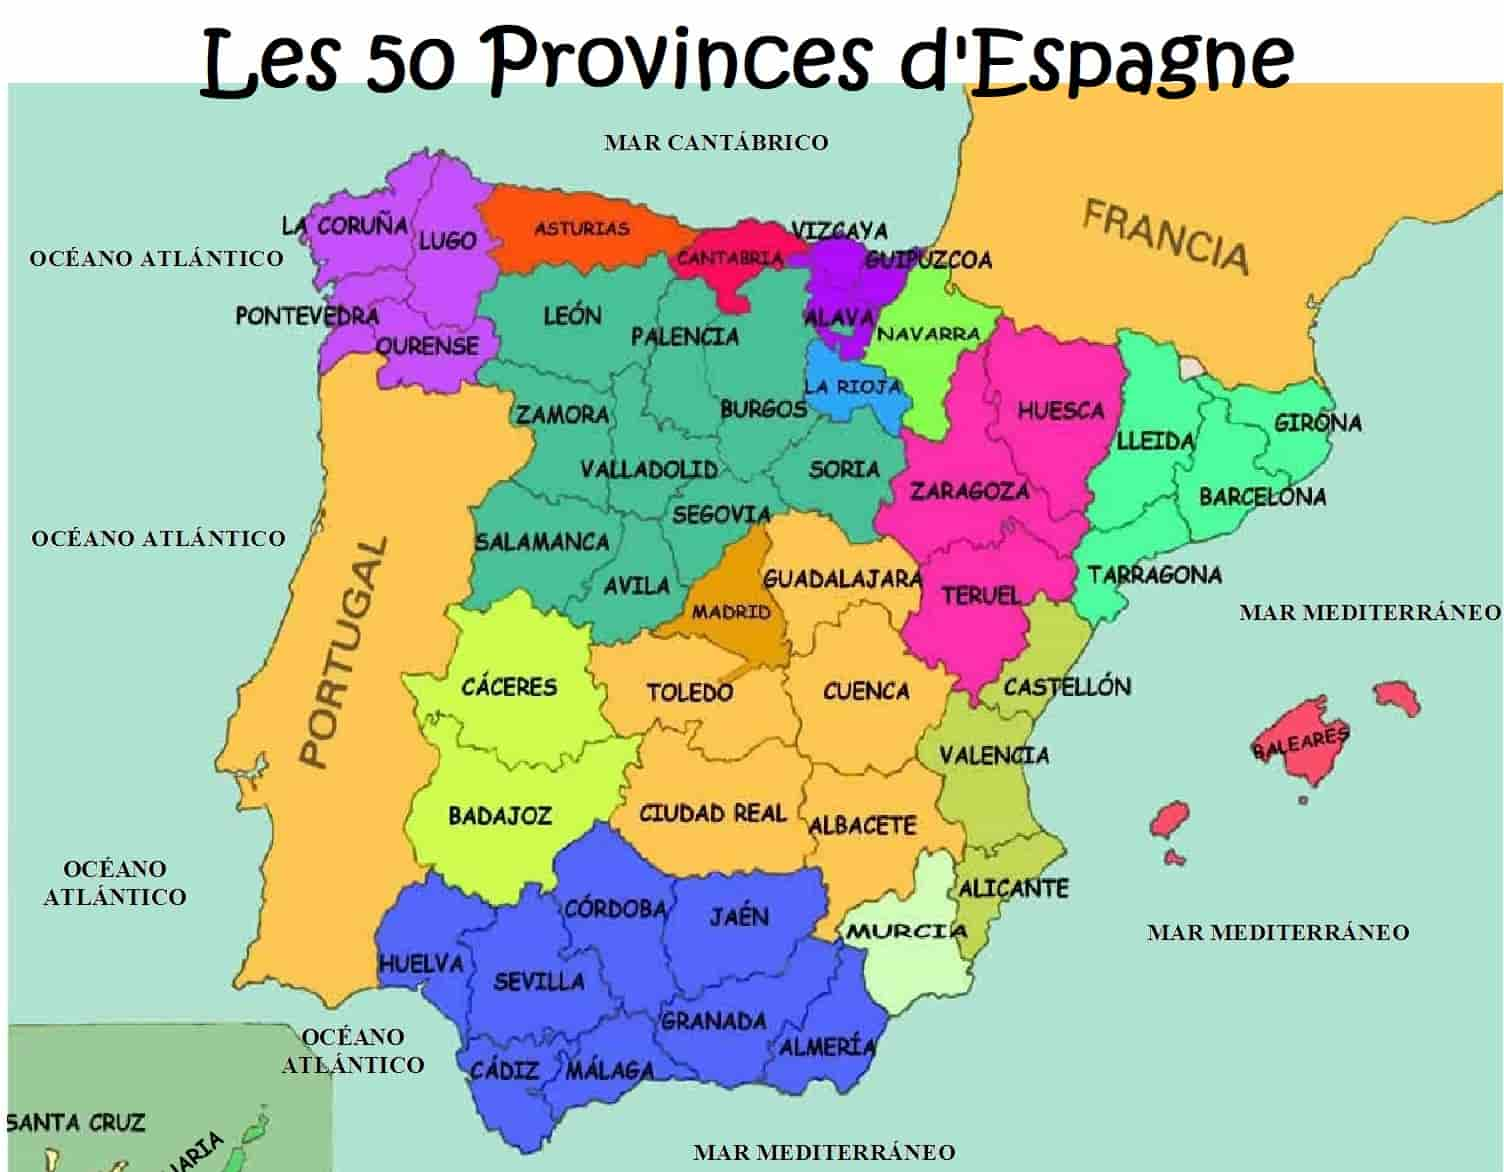 Les 50 Provinces d'Espagne
MAR CANTÁBRICO
FRANCIA
LA CORUÑA
LUGO
ASTURIAS
CANTABRIA
VIZCAYA
GUIPUZCOA
OCÉANO ATLÁNTICO
PONTEVEDRA
OURENSE
LEÓN
PALENCIA
ALAVA
NAVARRA
LA RIOJA
ZAMORA
BURGOS
HUESCA
LLEIDA
GIRONA
VALLADOLID
SORIA
ZARAGOZA
BARCELONA
SEGOVIA
OCÉANO ATLÁNTICO
SALAMANCA
AVILA
GUADALAJARA
TERUEL
TARRAGONA
MADRID
MAR MEDITERRÁNEO
PORTUGAL
CÁCERES
TOLEDO
CUENCA
CASTELLÓN
VALENCIA
BALEARES
BADAJOZ
CIUDAD REAL
ALBACETE
OCÉANO
ATLÁNTICO
ALICANTE
CÓRDOBA
JAÉN
MURCIA
MAR MEDITERRÁNEO
HUELVA
SEVILLA
GRANADA
ALMERÍA
OCÉANO
ATLÁNTICO
CÁDIZ
MÁLAGA
SANTA CRUZ
MAR MEDITERRÁNEO